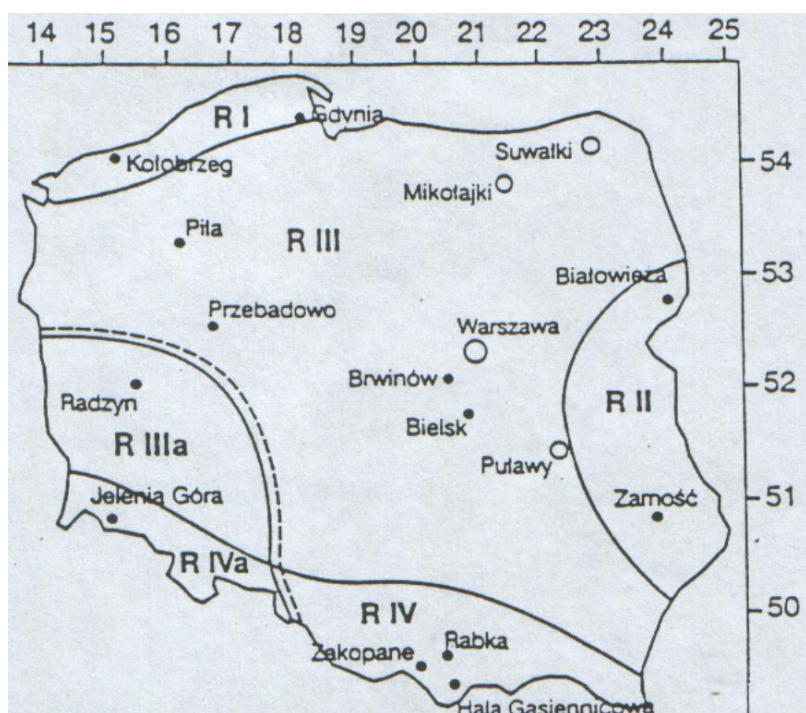 14 15 16 17 18 19 20 21 22 23 24 25
R I
Gdynia
Kołobrzeg
Suwałki
54
Mikołajki
Piła
R III
Białowieża
53
Przebadowo
Warszawa
Brwinów
52
Radzyn
R II
Bielsk
R IIIa
Puławy
Jelenia Góra
Zamość
51
R IVa
R IV
50
Rabka
Zakopane
Hala Gąsiennicowa